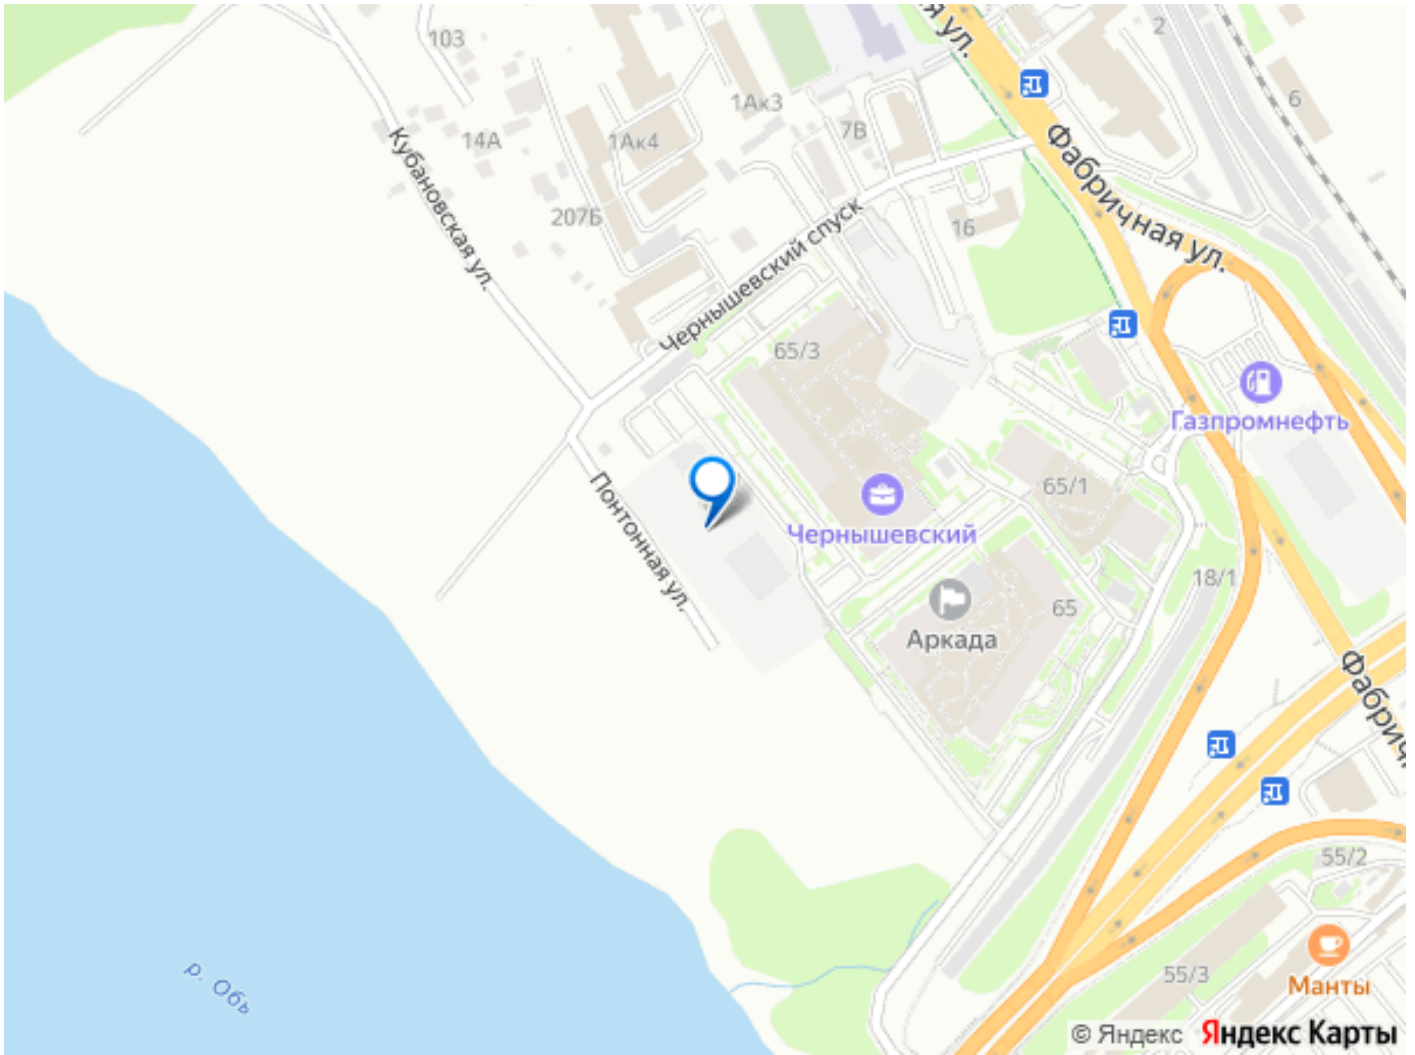 2
я ул.
103
6
1Ак3
7В
14А
1Ак4
Фабричная ул.
Кубановская ул.
207Б
16
Чернышевский спуск
65/3
Газпромнефть
65/1
Чернышевский
Понтонная ул.
18/1
65
Аркада
Фабричн
55/2
р. Обь
55/3
Манты
© Яндекс Яндекс Карты